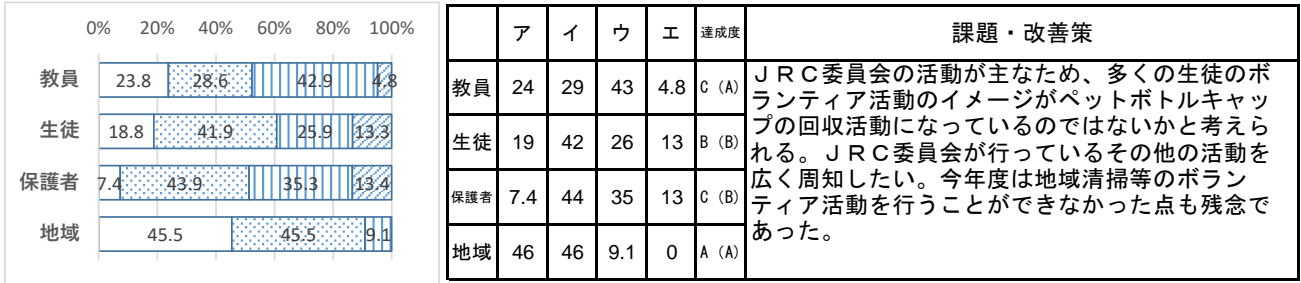 0% 20% 40% 60% 80% 100%
教員 23.8 28.6 42.9 4.8
生徒 18.8 41.9 25.9 13.3
保護者 7.4 43.9 35.3 13.4
地域 45.5 45.5 9.1
ア イ ウ エ 達成度 課題・改善策
教員 24 29 43 4.8 C（A）
生徒 19 42 26 13 B（B）
保護者 7.4 44 35 13 C（B）
地域 46 46 9.1 0 A（A）
ＪＲＣ委員会の活動が主なため、多くの生徒のボ
ランティア活動のイメージがペットボトルキャッ
プの回収活動になっているのではないかと考えら
れる。ＪＲＣ委員会が行っているその他の活動を
広く周知したい。今年度は地域清掃等のボラン
ティア活動を行うことができなかった点も残念で
あった。